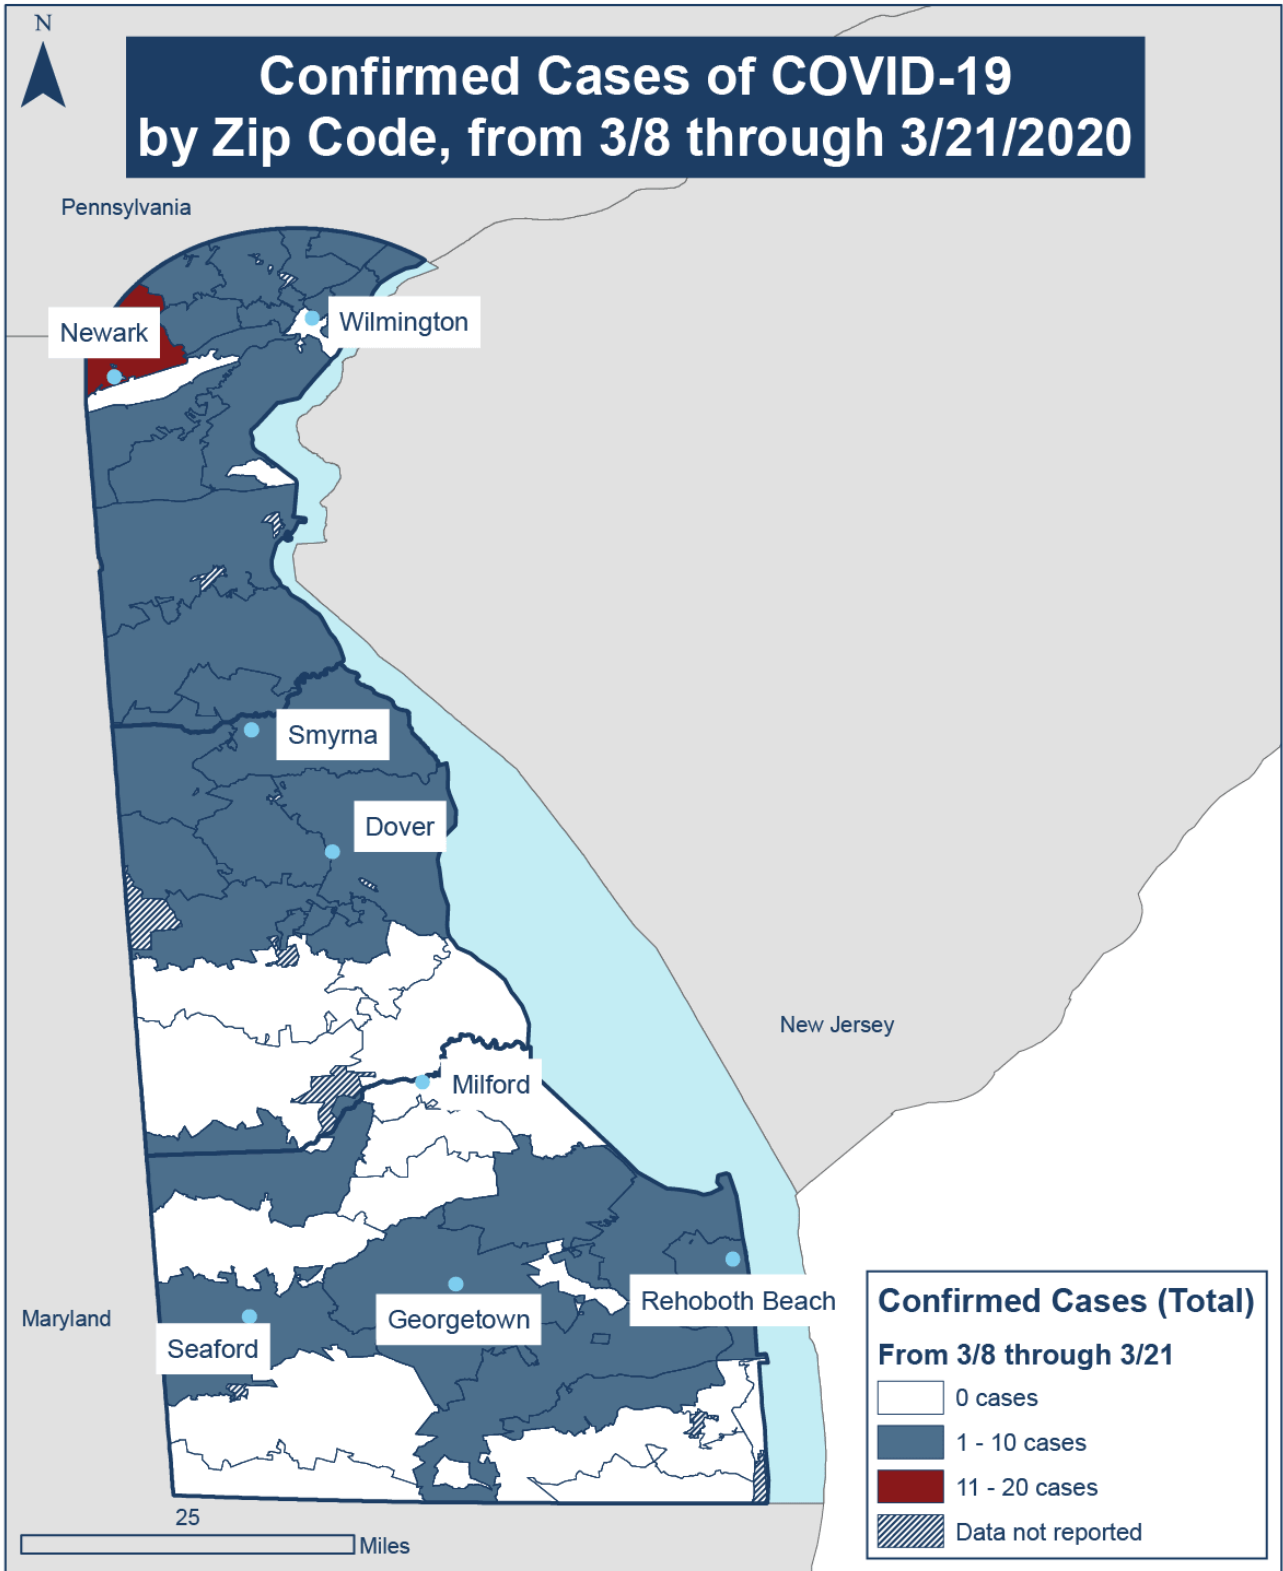 N
Confirmed Cases of COVID-19
by Zip Code, from 3/8 through 3/21/2020
Pennsylvania
Newark
Wilmington
Smyrna
Dover
New Jersey
Milford
Rehoboth Beach
Georgetown
Maryland
Seaford
Confirmed Cases (Total)
From 3/8 through 3/21
0 cases
1 - 10 cases
11 - 20 cases
Data not reported
25
Miles